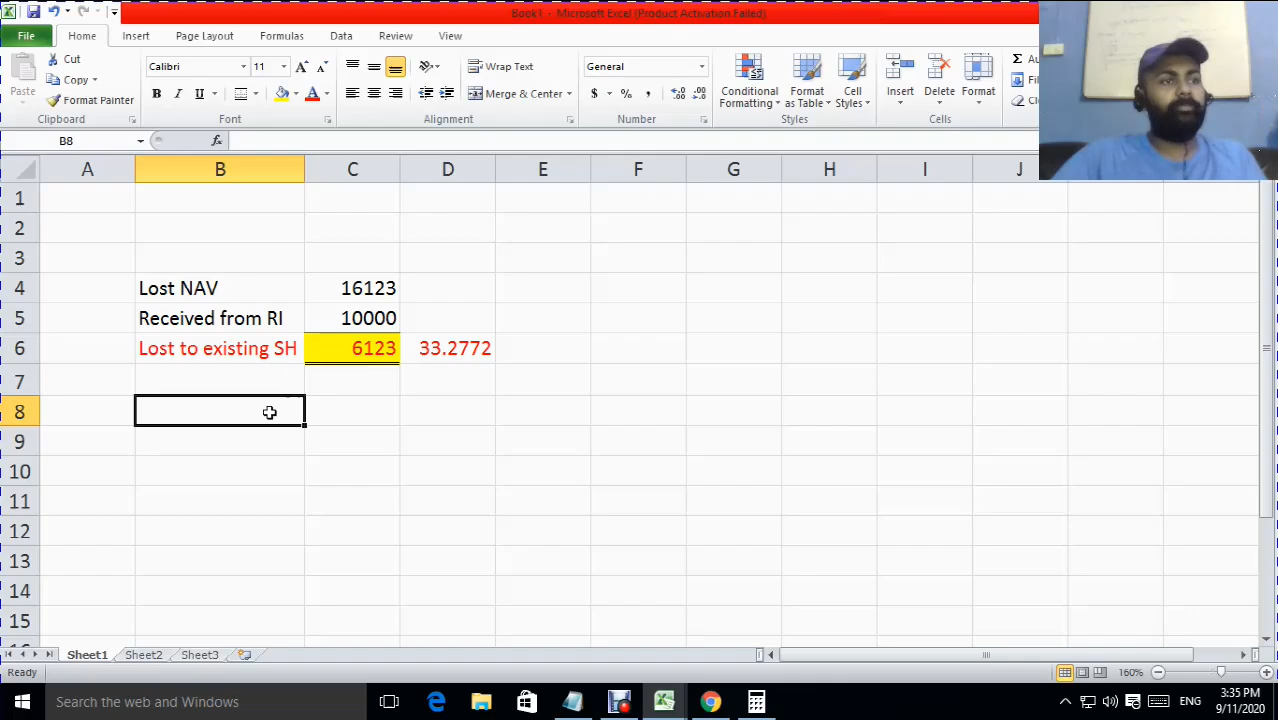 Book1 - Microsoft Excel (Product Activation Failed)
File Home Insert Page Layout Formulas Data Review View
Cut
Copy
Format Painter
Paste
Clipboard
Calibri 11
B I U
Font
Wrap Text
Merge & Center
Alignment
General
$ % ,
Number
Conditional Formatting
Format as Table
Cell Styles
Styles
Insert
Delete
Format
Cells
B8
fx
A B C D E F G H I J
1
2
3
4 Lost NAV 16123
5 Received from RI 10000
6 Lost to existing SH 6123 33.2772
7
8
9
10
11
12
13
14
15
Sheet1 Sheet2 Sheet3
Ready
160%
Search the web and Windows
ENG
3:35 PM
9/11/2020